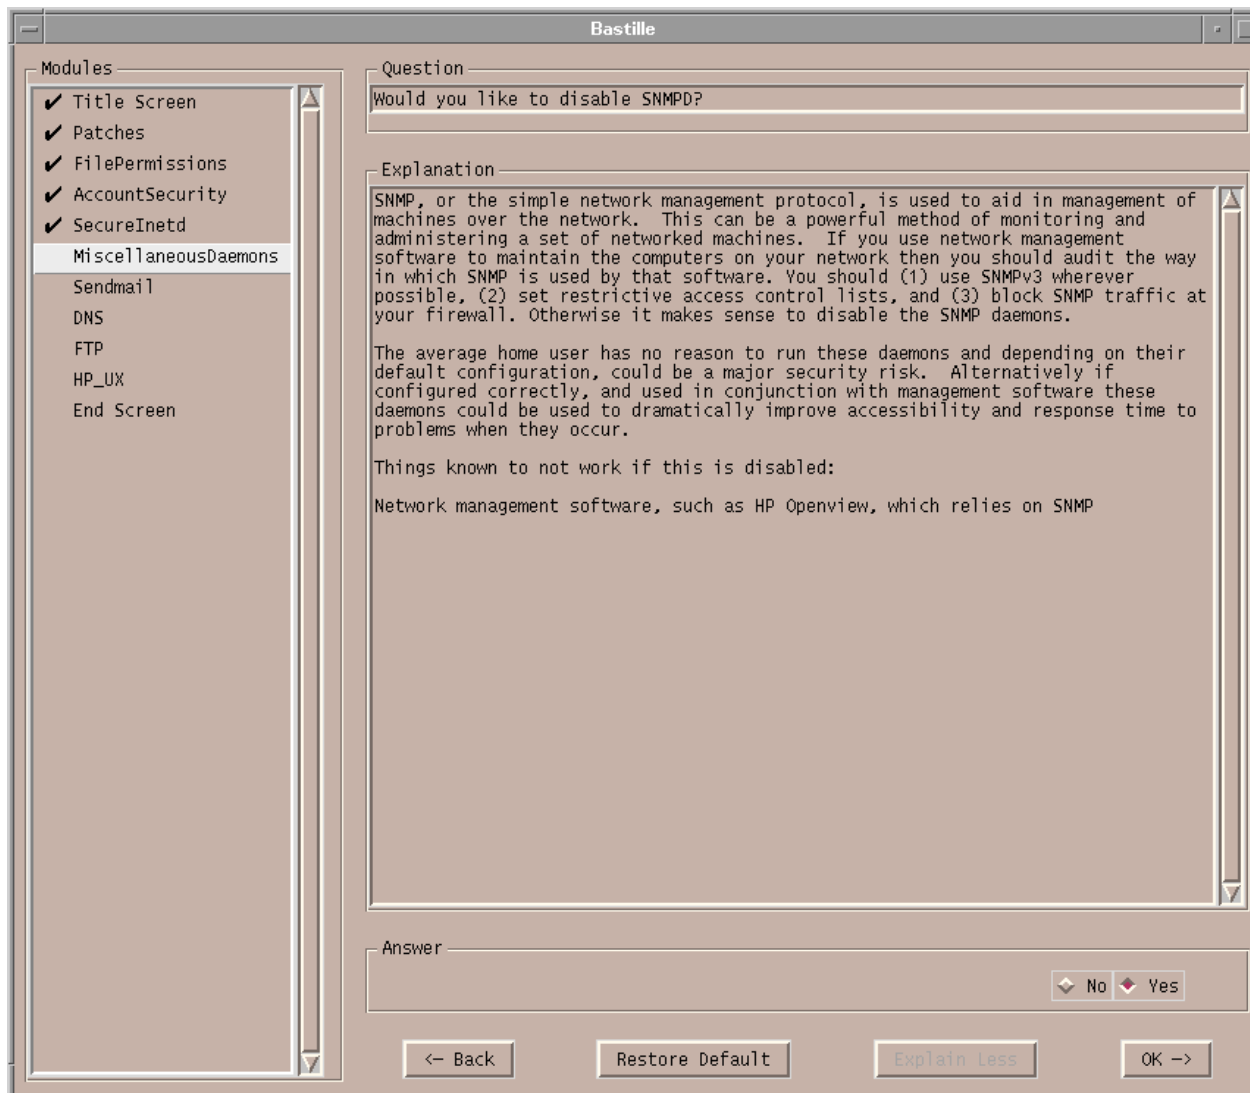 Bastille
Modules
✔ Title Screen
✔ Patches
✔ FilePermissions
✔ AccountSecurity
✔ SecureInetd
MiscellaneousDaemons
Sendmail
DNS
FTP
HP_UX
End Screen
Question
Would you like to disable SNMPD?
Explanation
SNMP, or the simple network management protocol, is used to aid in management of
machines over the network.  This can be a powerful method of monitoring and
administering a set of networked machines.  If you use network management
software to maintain the computers on your network then you should audit the way
in which SNMP is used by that software. You should (1) use SNMPv3 wherever
possible, (2) set restrictive access control lists, and (3) block SNMP traffic at
your firewall. Otherwise it makes sense to disable the SNMP daemons.
The average home user has no reason to run these daemons and depending on their
default configuration, could be a major security risk.  Alternatively if
configured correctly, and used in conjunction with management software these
daemons could be used to dramatically improve accessibility and response time to
problems when they occur.
Things known to not work if this is disabled:
Network management software, such as HP Openview, which relies on SNMP
Answer
No Yes
<— Back Restore Default Explain Less OK —>